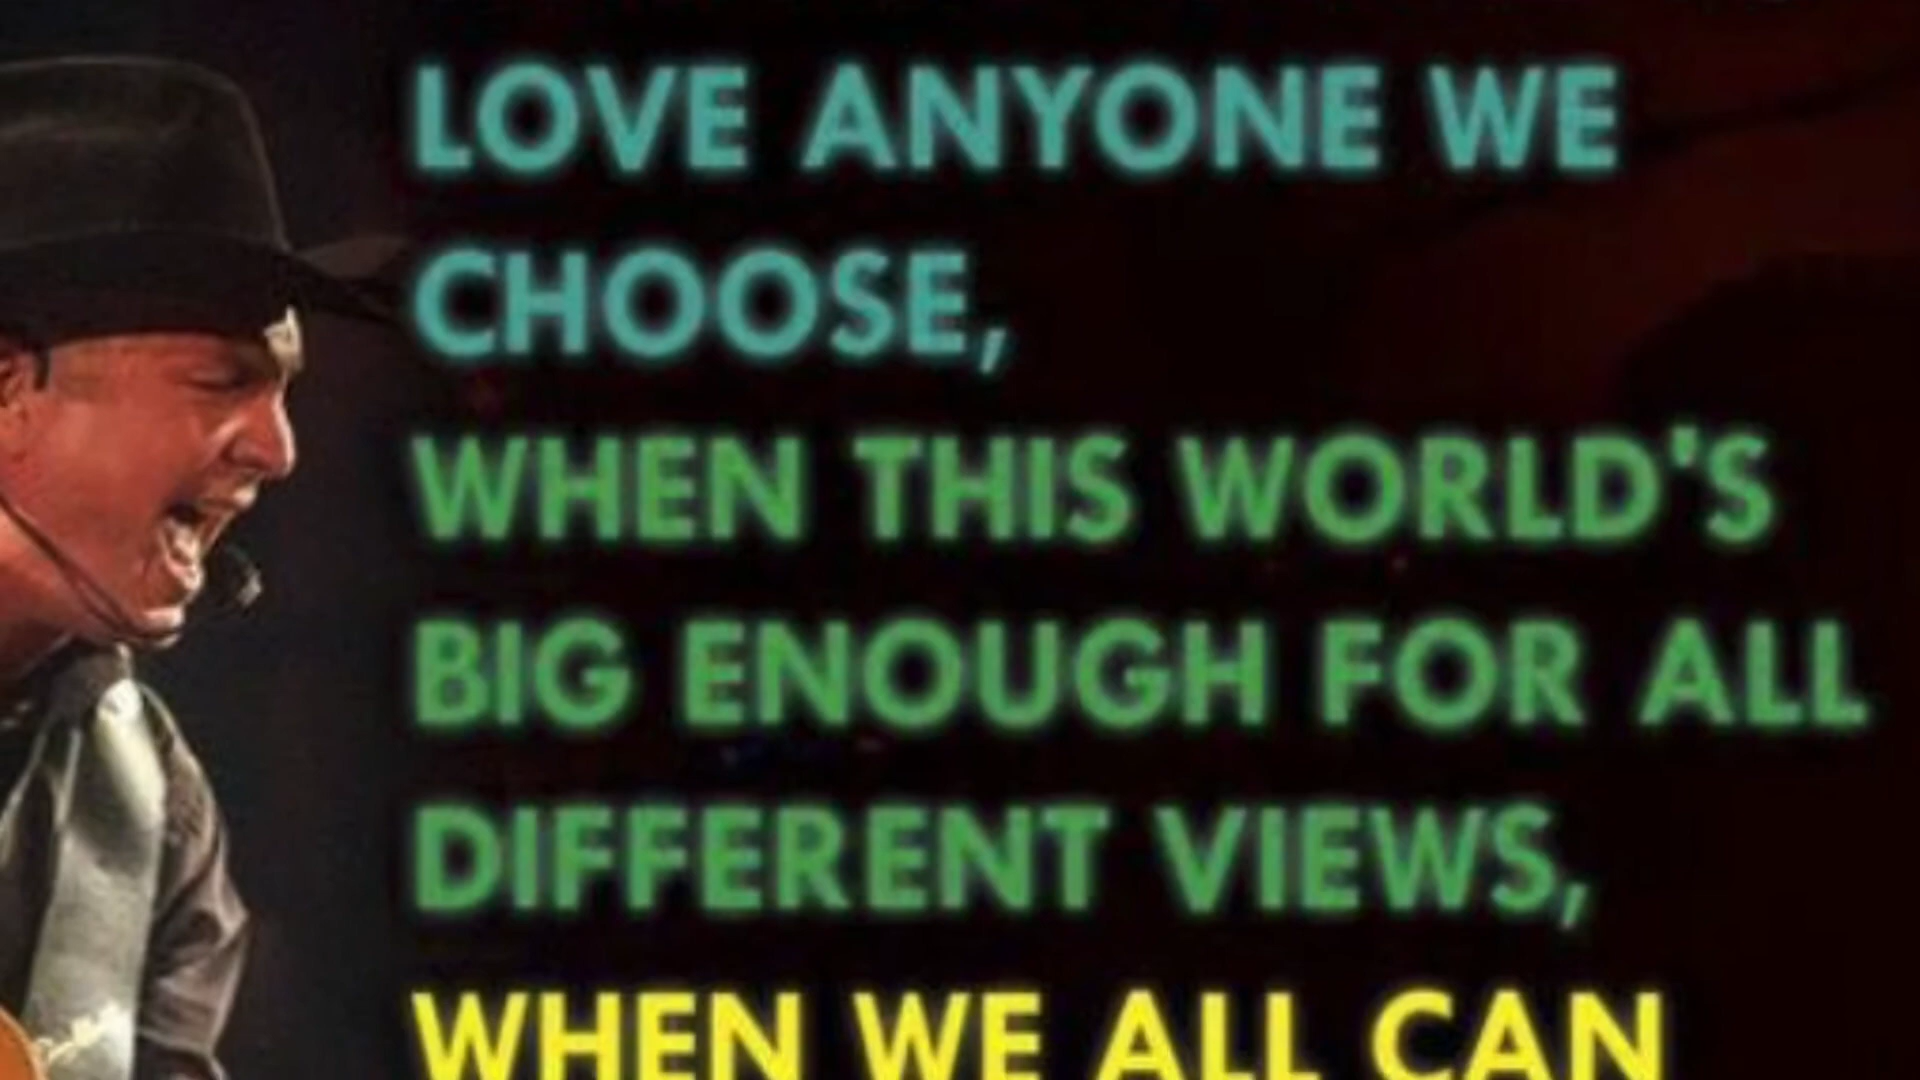 LOVE ANYONE WE
CHOOSE,
WHEN THIS WORLD'S
BIG ENOUGH FOR ALL
DIFFERENT VIEWS,
WHEN WE ALL CAN